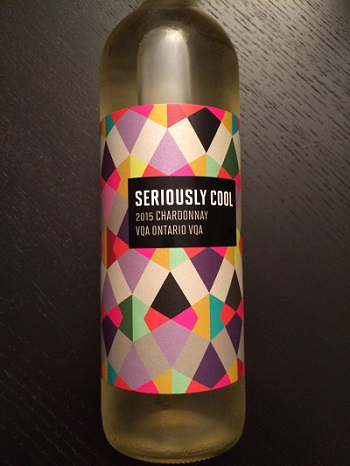 SERIOUSLY COOL
2015 CHARDONNAY
VQA ONTARIO VQA